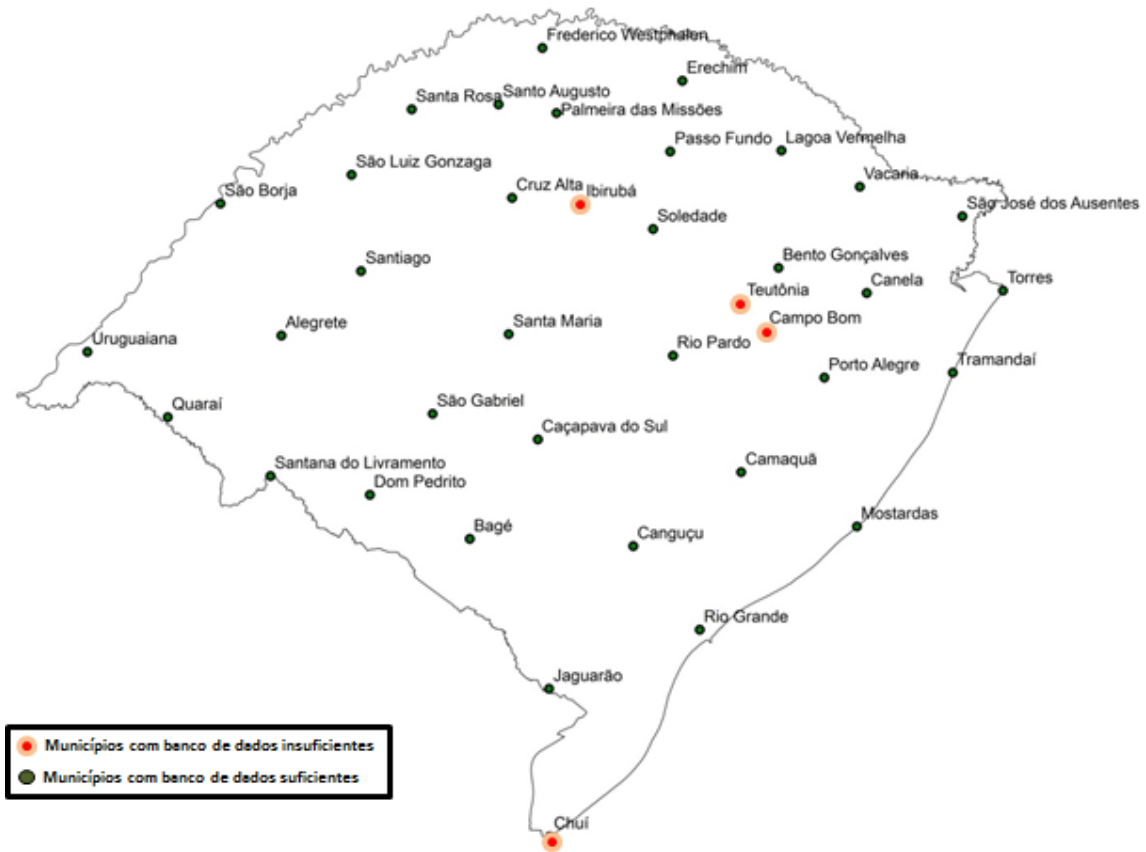 Frederico Westphalen
Erechim
Santa Rosa
Santo Augusto
Palmeira das Missões
Passo Fundo
Lagoa Vermelha
São Luiz Gonzaga
Vacaria
São Borja
Cruz Alta
Ibirubá
São José dos Ausentes
Soledade
Santiago
Bento Gonçalves
Canela
Torres
Teutônia
Alegrete
Santa Maria
Campo Bom
Uruguaiana
Rio Pardo
Porto Alegre
Tramandaí
Quaraí
São Gabriel
Caçapava do Sul
Santana do Livramento
Camaquã
Dom Pedrito
Mostardas
Bagé
Canguçu
Rio Grande
Jaguarão
Municípios com banco de dados insuficientes
Municípios com banco de dados suficientes
Chuí